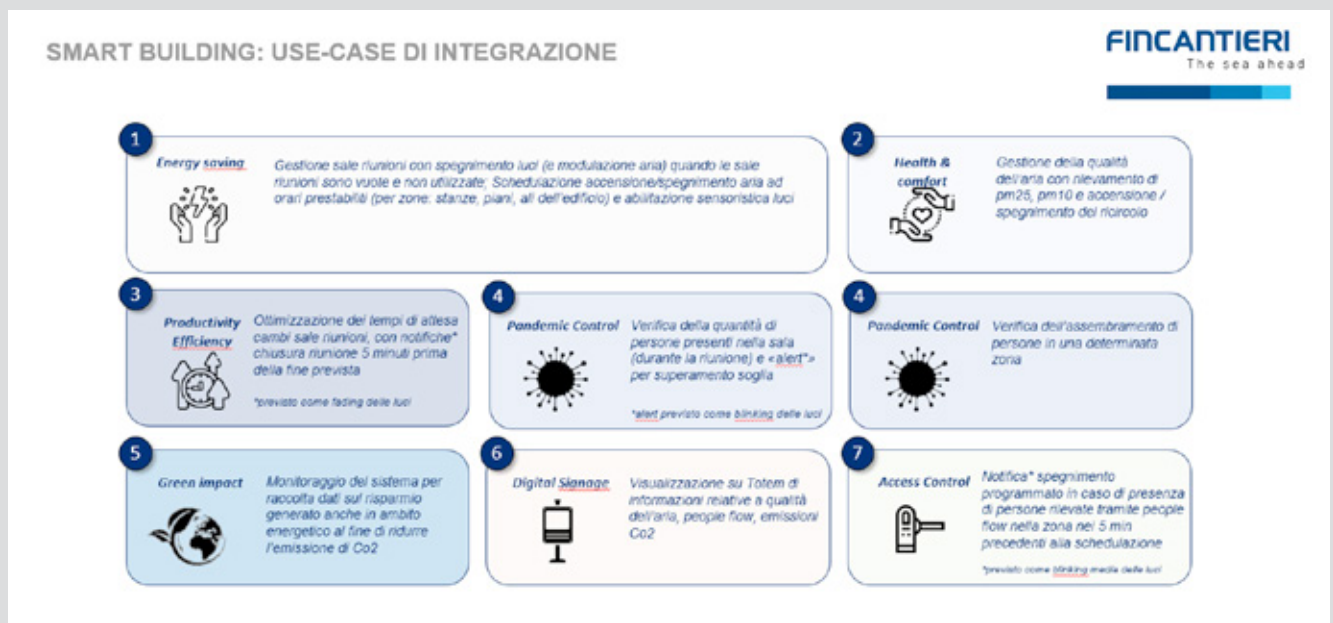 SMART BUILDING: USE-CASE DI INTEGRAZIONE
FINCANTIERI
The sea ahead
1
Energy saving
Gestione sale riunioni con spegnimento luci (e modulazione aria) quando le sale
riunioni sono vuote e non utilizzate; Schedulazione accensione/spegnimento aria ad
orari prestabiliti (per zone: stanze, piani, ali dell'edificio) e abilitazione sensoristica luci
2
Health &
comfort
Gestione della qualità
dell'aria con rilevamento di
pm25, pm10 e accensione /
spegnimento del ricircolo
3
Productivity
Efficiency
Ottimizzazione dei tempi di attesa
cambi sale riunioni, con notifiche*
chiusura riunione 5 minuti prima
della fine prevista
*previsto come fading delle luci
4
Pandemic Control
Verifica della quantità di
persone presenti nella sala
(durante la riunione) e «alert*»
per superamento soglia
*alert previsto come blinking delle luci
4
Pandemic Control
Verifica dell'assembramento di
persone in una determinata
zona
5
Green impact
Monitoraggio del sistema per
raccolta dati sul risparmio
generato anche in ambito
energetico al fine di ridurre
l'emissione di Co2
6
Digital Signage
Visualizzazione su Totem di
informazioni relative a qualità
dell'aria, people flow, emissioni
Co2
7
Access Control
Notifica* spegnimento
programmato in caso di presenza
di persone rilevate tramite people
flow nella zona nei 5 min
precedenti alla schedulazione
*previsto come blinking media delle luci